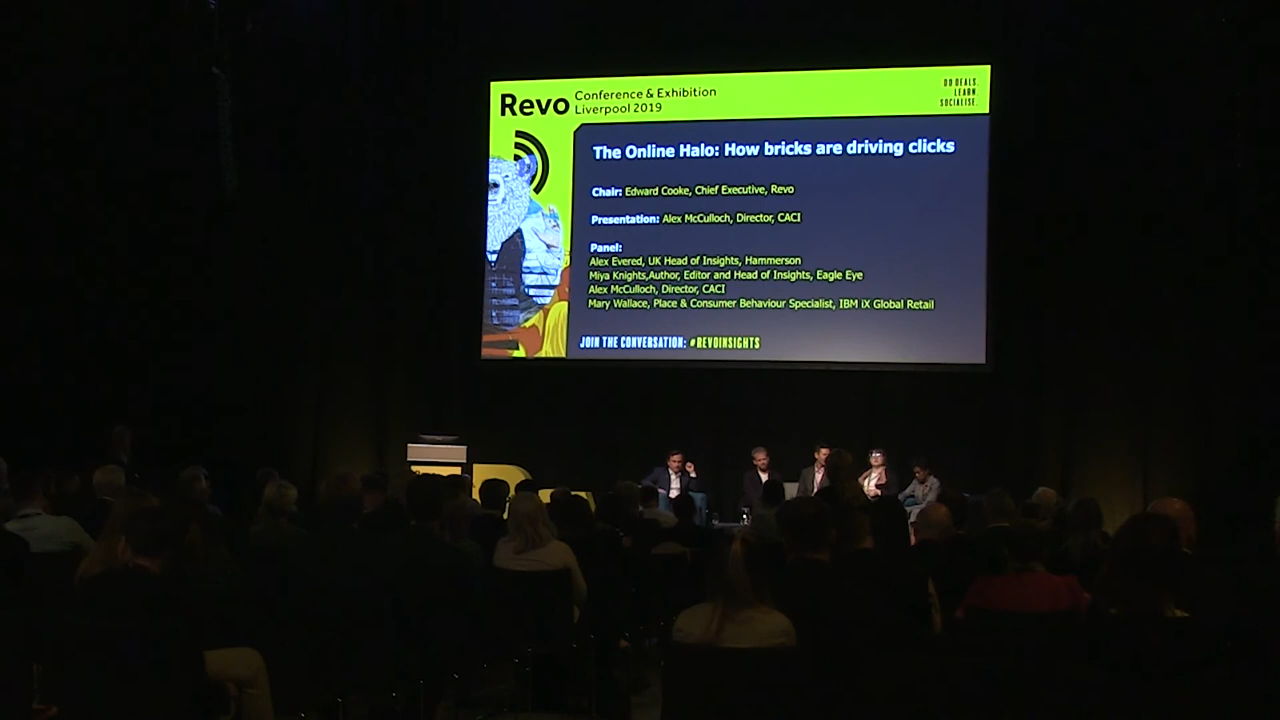 Revo Conference & Exhibition
Liverpool 2019
DO DEALS.
LEARN.
SOCIALISE.
The Online Halo: How bricks are driving clicks
Chair: Edward Cooke, Chief Executive, Revo
Presentation: Alex McCulloch, Director, CACI
Panel:
Alex Evered, UK Head of Insights, Hammerson
Miya Knights,Author, Editor and Head of Insights, Eagle Eye
Alex McCulloch, Director, CACI
Mary Wallace, Place & Consumer Behaviour Specialist, IBM iX Global Retail
JOIN THE CONVERSATION: #REVOINSIGHTS